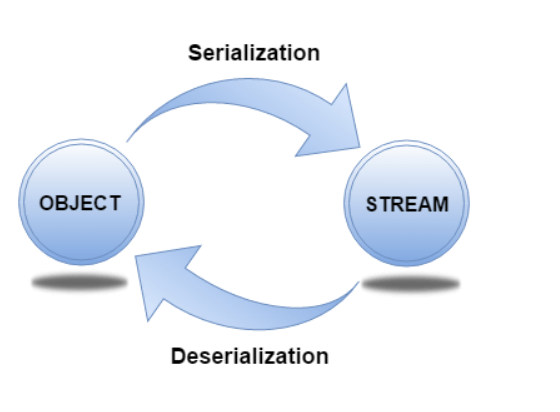 Serialization
OBJECT
STREAM
Deserialization